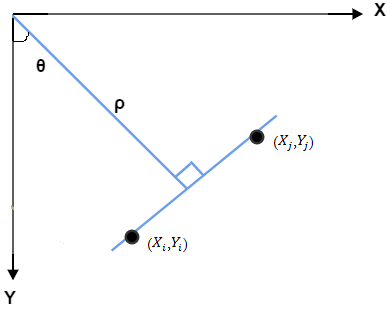 X
θ
ρ
(Xj,Yj)
(Xi,Yi)
Y